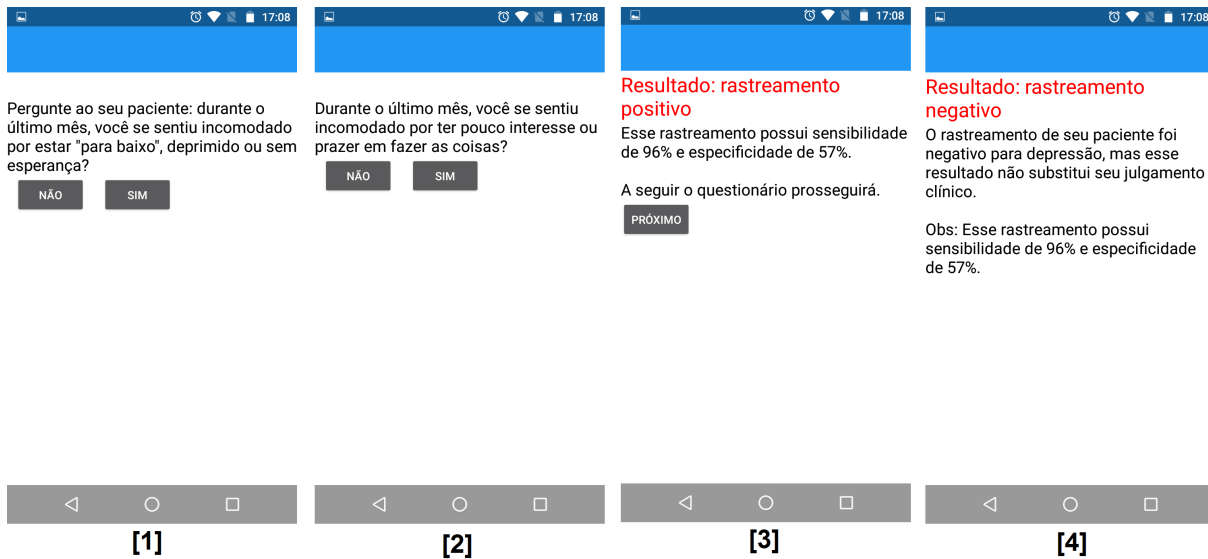 17:08
Pergunte ao seu paciente: durante o
último mês, você se sentiu incomodado
por estar "para baixo", deprimido ou sem
esperança?
NÃO SIM
[1]
17:08
Durante o último mês, você se sentiu
incomodado por ter pouco interesse ou
prazer em fazer as coisas?
NÃO SIM
[2]
17:08
Resultado: rastreamento
positivo
Esse rastreamento possui sensibilidade
de 96% e especificidade de 57%.
A seguir o questionário prosseguirá.
PRÓXIMO
[3]
17:08
Resultado: rastreamento
negativo
O rastreamento de seu paciente foi
negativo para depressão, mas esse
resultado não substitui seu julgamento
clínico.
Obs: Esse rastreamento possui
sensibilidade de 96% e especificidade
de 57%.
[4]